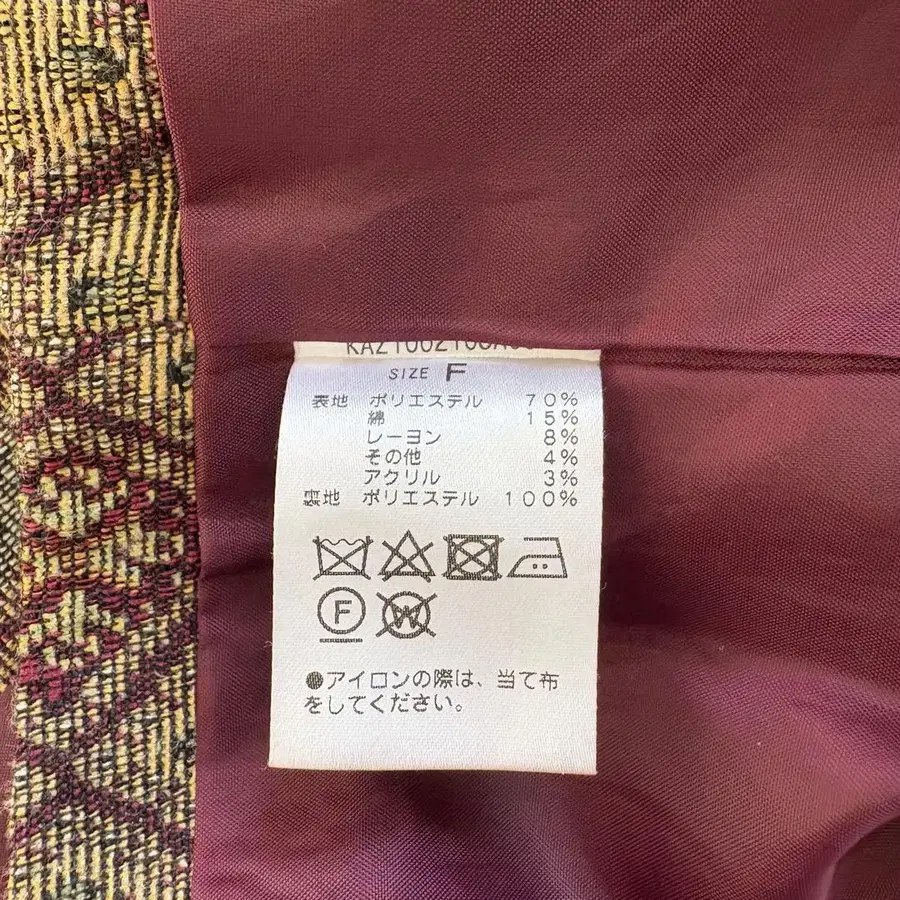 SIZE F
表地 ポリエステル 70%
綿 15%
レーヨン 8%
その他 4%
アクリル 3%
裏地 ポリエステル 100%
F W
●アイロンの際は、当て布
をしてください。